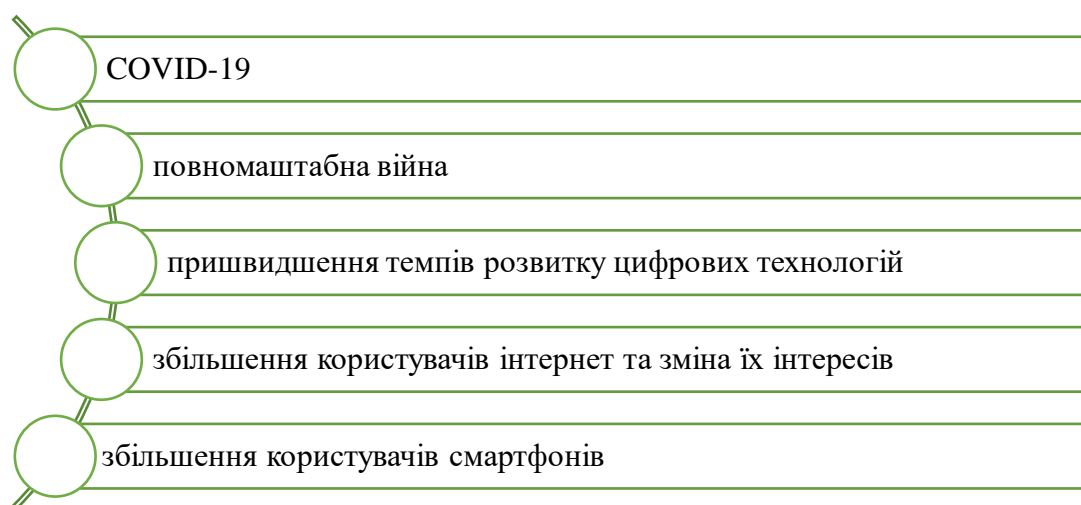 COVID-19
повномаштабна війна
пришвидшення темпів розвитку цифрових технологій
збільшення користувачів інтернет та зміна їх інтересів
збільшення користувачів смартфонів